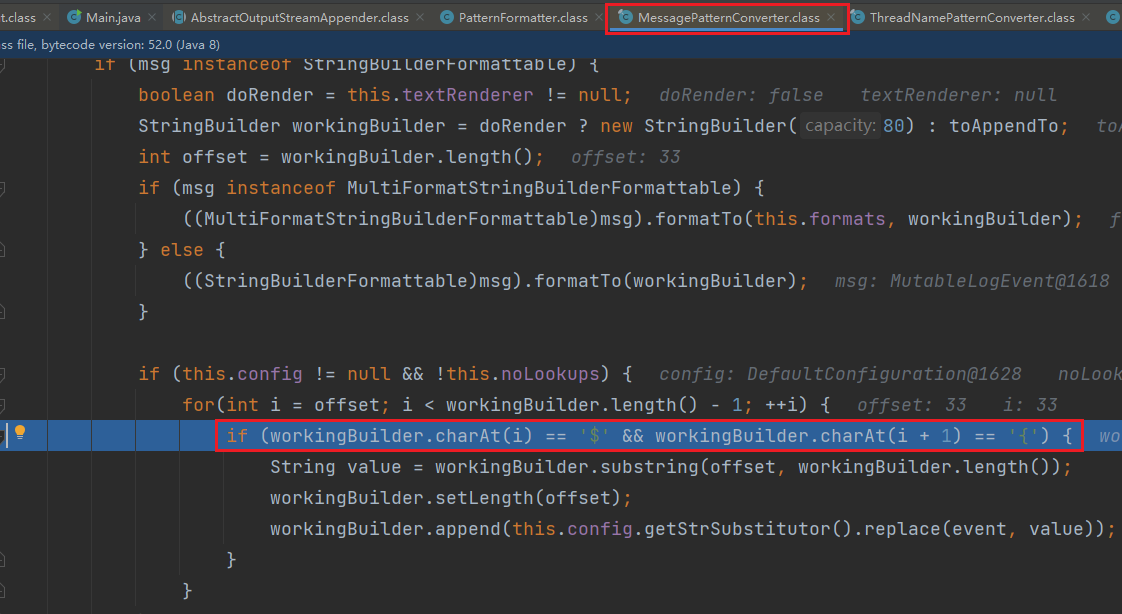 t.class Main.java AbstractOutputStreamAppender.class PatternFormatter.class MessagePatternConverter.class ThreadNamePatternConverter.class
ss file, bytecode version: 52.0 (Java 8)
if (msg instanceof StringBuilderFormattable) {
boolean doRender = this.textRenderer != null; doRender: false textRenderer: null
StringBuilder workingBuilder = doRender ? new StringBuilder( capacity: 80) : toAppendTo; to
int offset = workingBuilder.length(); offset: 33
if (msg instanceof MultiFormatStringBuilderFormattable) {
((MultiFormatStringBuilderFormattable)msg).formatTo(this.formats, workingBuilder); f
} else {
((StringBuilderFormattable)msg).formatTo(workingBuilder); msg: MutableLogEvent@1618
}
if (this.config != null && !this.noLookups) { config: DefaultConfiguration@1628 noLook
for(int i = offset; i < workingBuilder.length() - 1; ++i) { offset: 33 i: 33
if (workingBuilder.charAt(i) == '$' && workingBuilder.charAt(i + 1) == '{') { wo
String value = workingBuilder.substring(offset, workingBuilder.length());
workingBuilder.setLength(offset);
workingBuilder.append(this.config.getStrSubstitutor().replace(event, value));
}
}